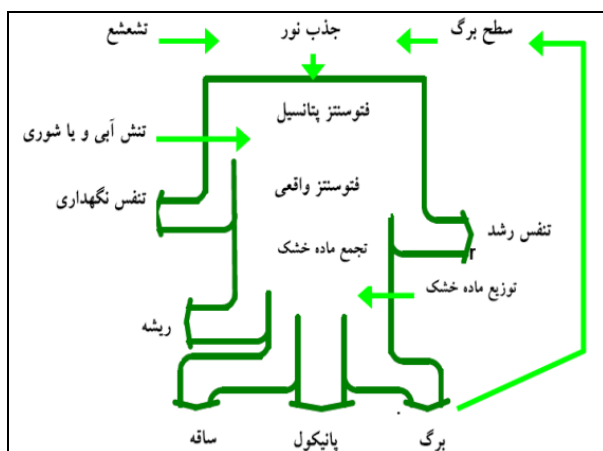 سطح برگ
جذب نور
تشعشع
فتوسنتز پتانسیل
تنش آبی و یا شوری
فتوسنتز واقعی
تنفس نگهداری
تنفس رشد
r
تجمع ماده خشک
توزیع ماده خشک
ریشه
برگ
پانیکول
ساقه